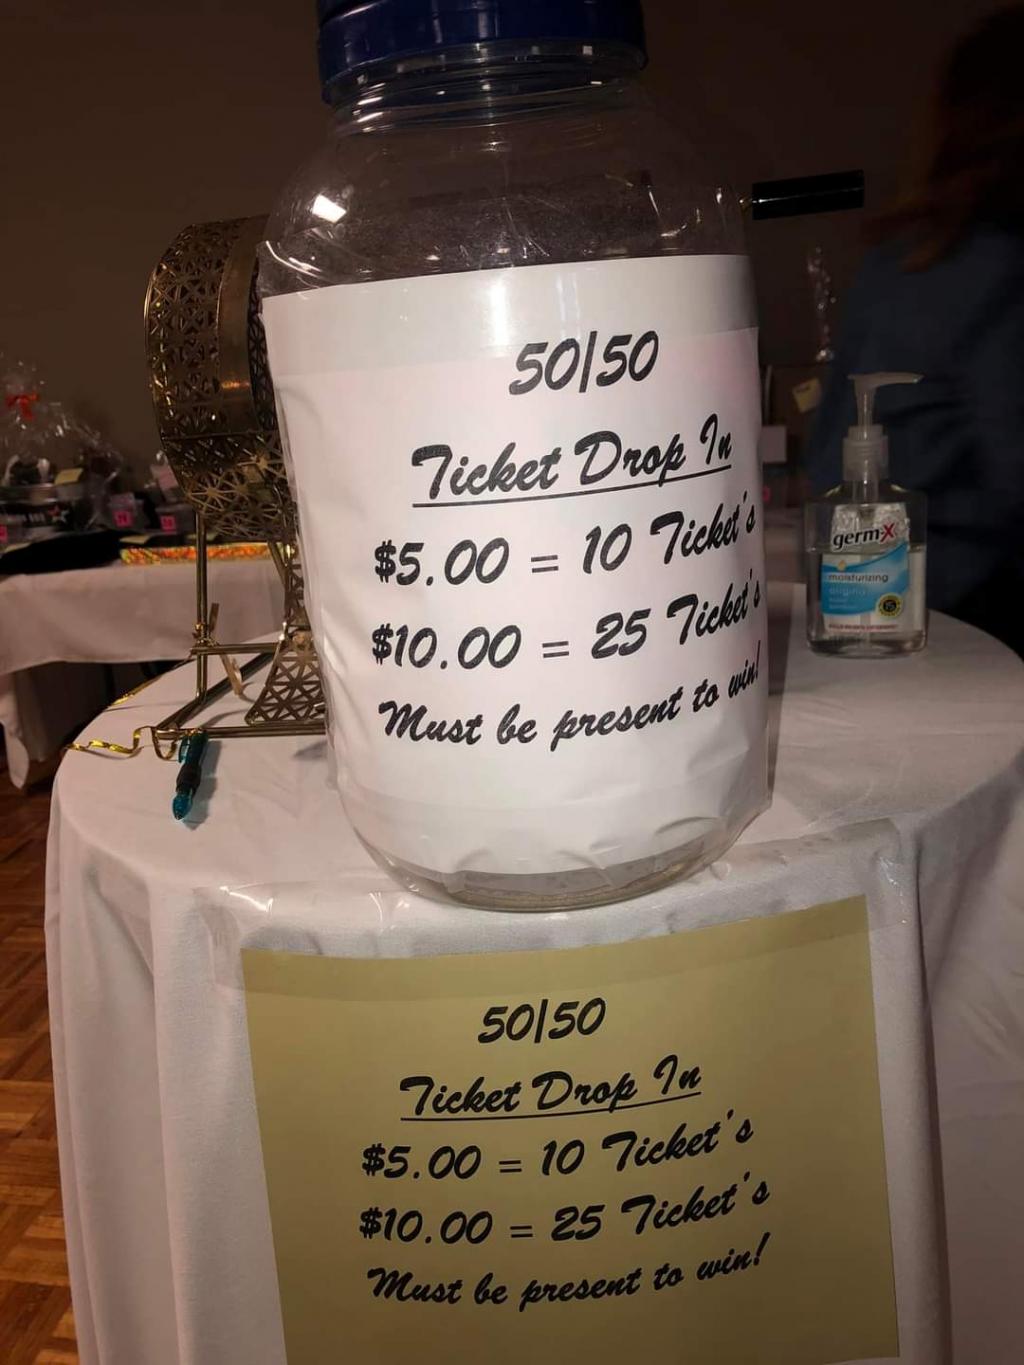 50/50
Ticket Drop In
$5.00 = 10 Ticket's
$10.00 = 25 Ticket's
Must be present to win!
germ-X
moisturizing
original
50/50
Ticket Drop In
$5.00 = 10 Ticket's
$10.00 = 25 Ticket's
Must be present to win!